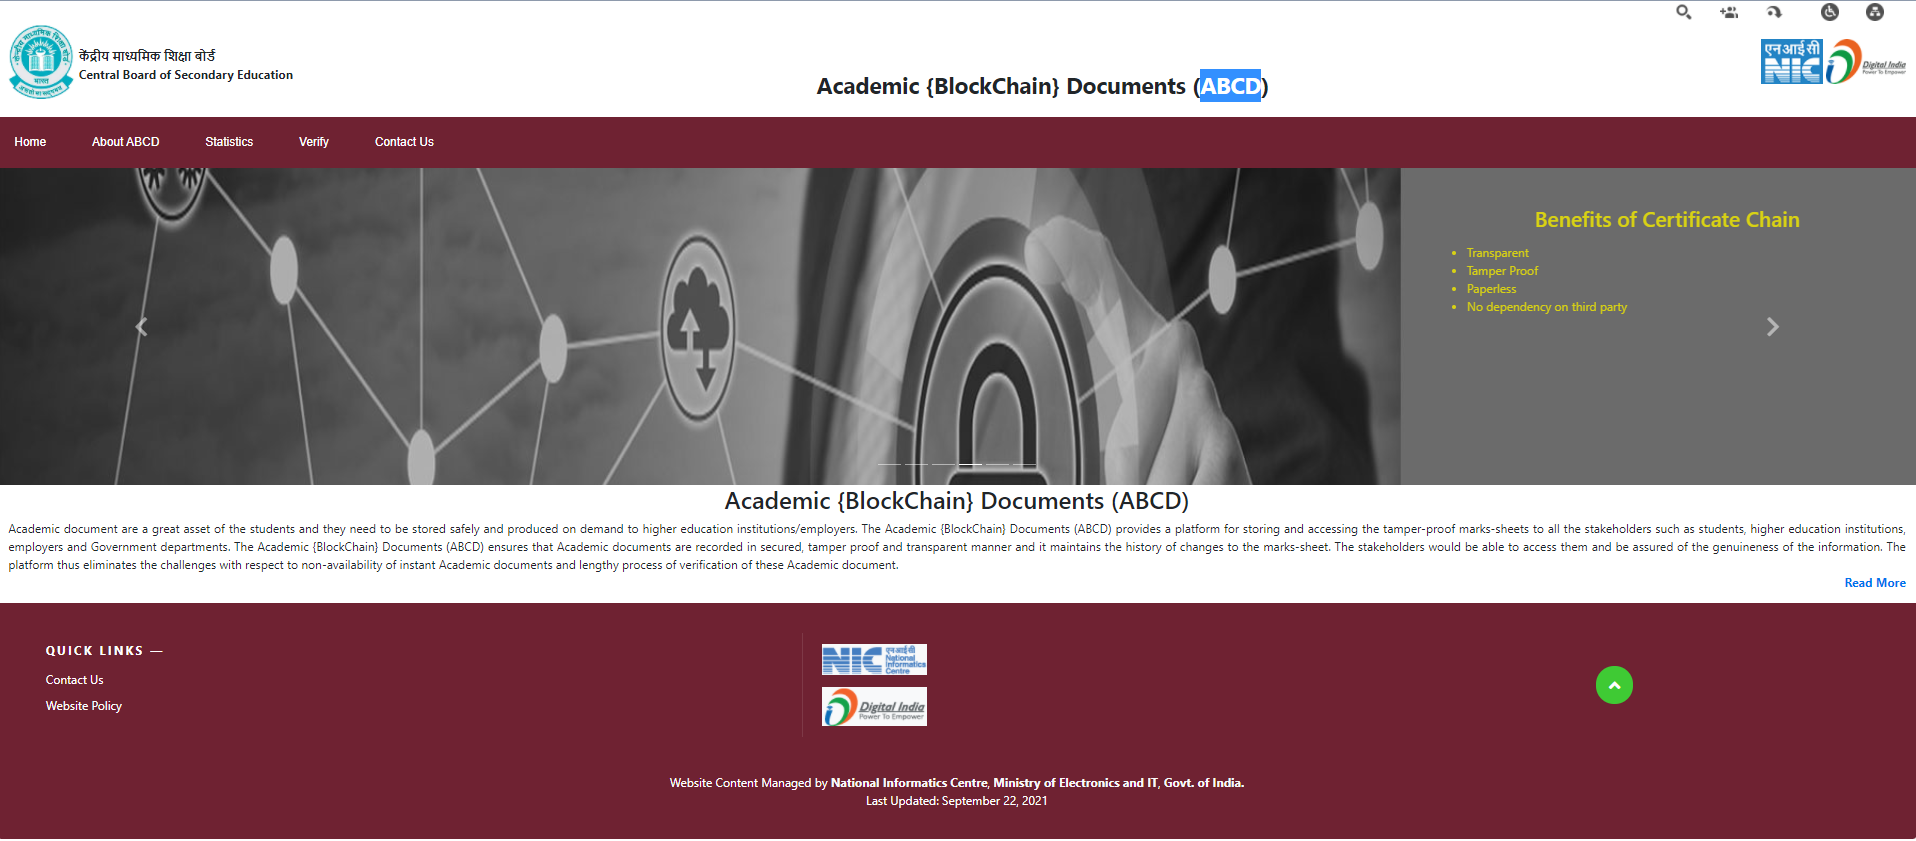 केंद्रीय माध्यमिक शिक्षा बोर्ड
Central Board of Secondary Education
Academic {BlockChain} Documents (ABCD)
एन आई सी
NIC
Digital India
Power To Empower
Home
About ABCD
Statistics
Verify
Contact Us
Benefits of Certificate Chain
Transparent
Tamper Proof
Paperless
No dependency on third party
Academic {BlockChain} Documents (ABCD)
Academic document are a great asset of the students and they need to be stored safely and produced on demand to higher education institutions/employers. The Academic {BlockChain} Documents (ABCD) provides a platform for storing and accessing the tamper-proof marks-sheets to all the stakeholders such as students, higher education institutions,
employers and Government departments. The Academic {BlockChain} Documents (ABCD) ensures that Academic documents are recorded in secured, tamper proof and transparent manner and it maintains the history of changes to the marks-sheet. The stakeholders would be able to access them and be assured of the genuineness of the information. The
platform thus eliminates the challenges with respect to non-availability of instant Academic documents and lengthy process of verification of these Academic document.
Read More
QUICK LINKS —
Contact Us
Website Policy
NIC
एन आई सी
National
Informatics
Centre
Digital India
Power To Empower
Website Content Managed by National Informatics Centre, Ministry of Electronics and IT, Govt. of India.
Last Updated: September 22, 2021